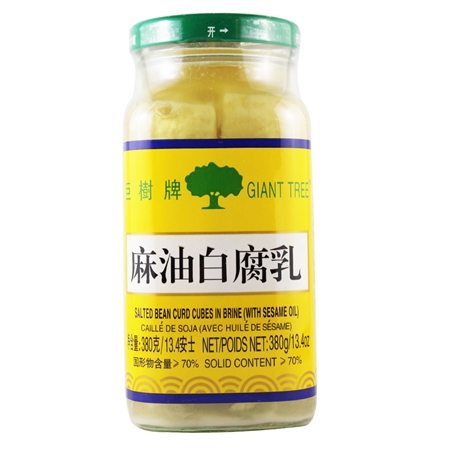 开→
巨樹牌 GIANT TREE
麻油白腐乳
SALTED BEAN CURD CUBES IN BRINE (WITH SESAME OIL)
CAILLÉ DE SOJA (AVEC HUILE DE SÉSAME)
净含量:380克/13.4安士 NET/POIDS NET:380g/13.4oz
固形物含量≥70% SOLID CONTENT ≥70%